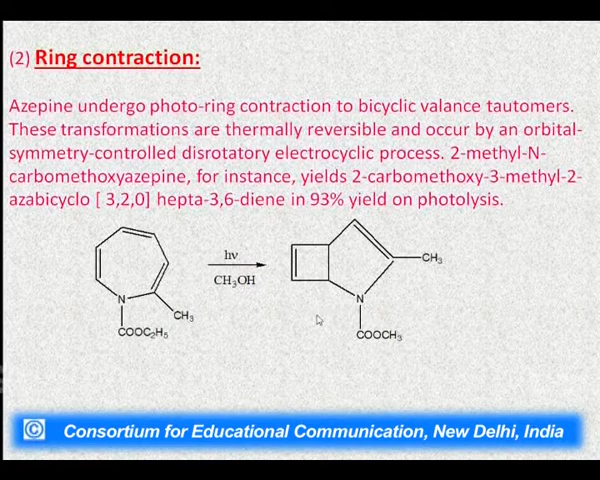 (2) Ring contraction:
Azepine undergo photo-ring contraction to bicyclic valance tautomers.
These transformations are thermally reversible and occur by an orbital-
symmetry-controlled disrotatory electrocyclic process. 2-methyl-N-
carbomethoxyazepine, for instance, yields 2-carbomethoxy-3-methyl-2-
azabicyclo [ 3,2,0] hepta-3,6-diene in 93% yield on photolysis.
hν
CH3OH
N
CH3
COOC2H5
CH3
N
COOCH3
© Consortium for Educational Communication, New Delhi, India